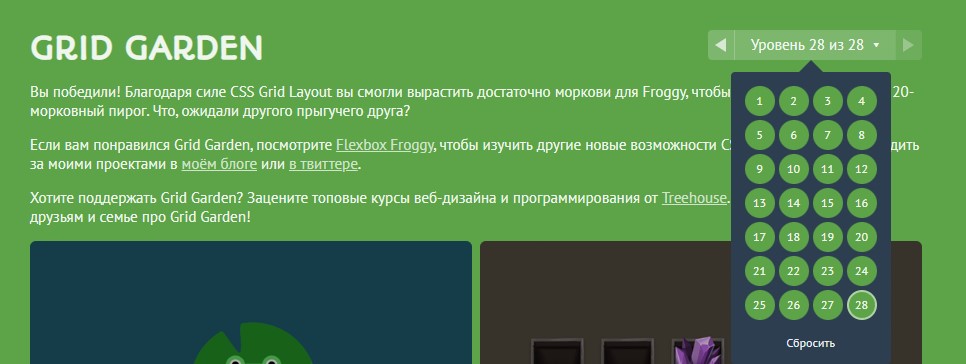 GRID GARDEN
Уровень 28 из 28
Вы победили! Благодаря силе CSS Grid Layout вы смогли вырастить достаточно моркови для Froggy, чтобы 20-
морковный пирог. Что, ожидали другого прыгучего друга?
Если вам понравился Grid Garden, посмотрите Flexbox Froggy, чтобы изучить другие новые возможности
за моими проектами в моём блоге или в твиттере.
Хотите поддержать Grid Garden? Зацените топовые курсы веб-дизайна и программирования от Treehouse.
друзьям и семье про Grid Garden!
1 2 3 4
5 6 7 8
9 10 11 12
13 14 15 16
17 18 19 20
21 22 23 24
25 26 27 28
Сбросить